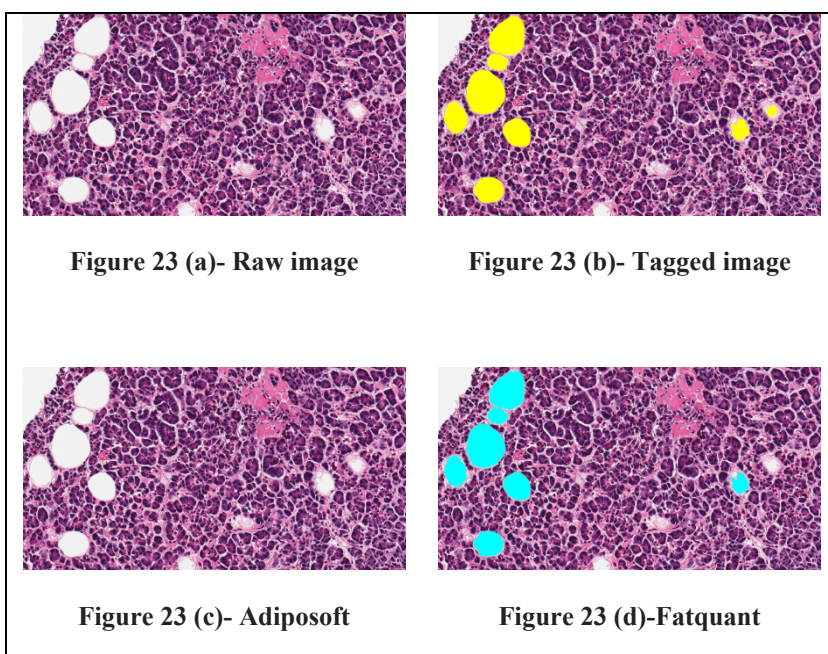 Figure 23 (a)- Raw image
Figure 23 (b)- Tagged image
Figure 23 (c)- Adiposoft
Figure 23 (d)-Fatquant